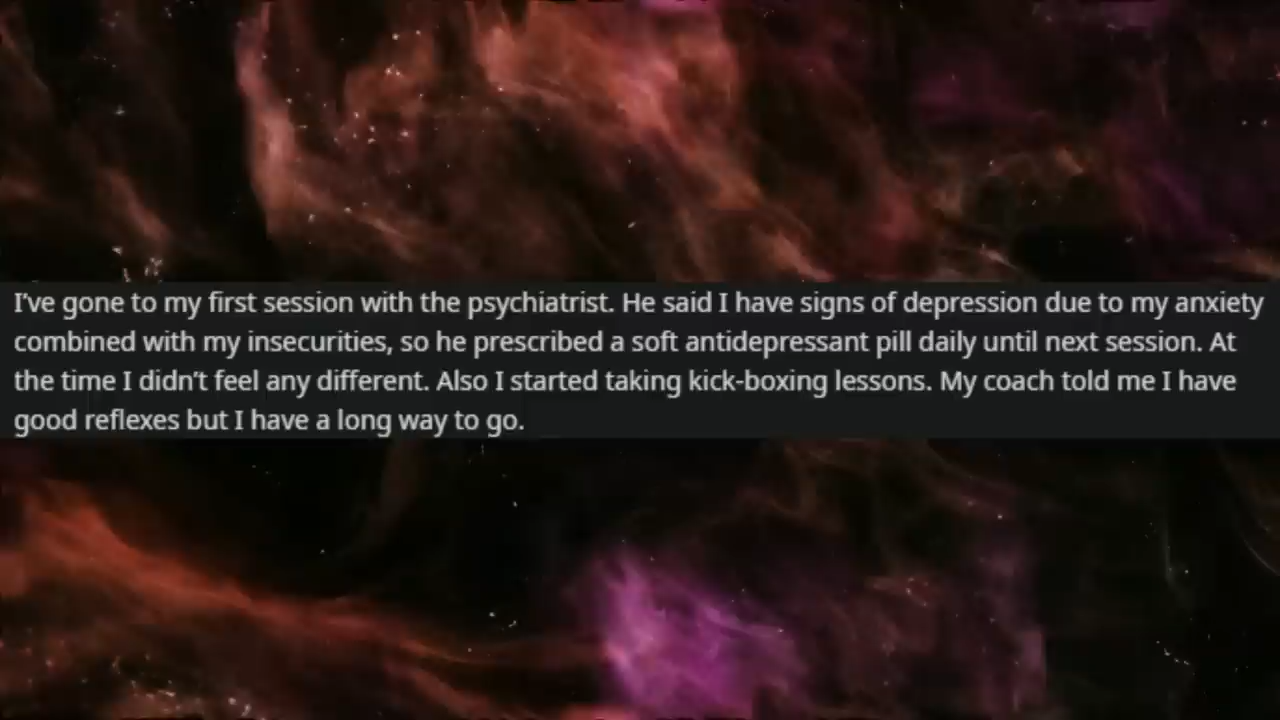 I’ve gone to my first session with the psychiatrist. He said I have signs of depression due to my anxiety
combined with my insecurities, so he prescribed a soft antidepressant pill daily until next session. At
the time I didn’t feel any different. Also I started taking kick-boxing lessons. My coach told me I have
good reflexes but I have a long way to go.